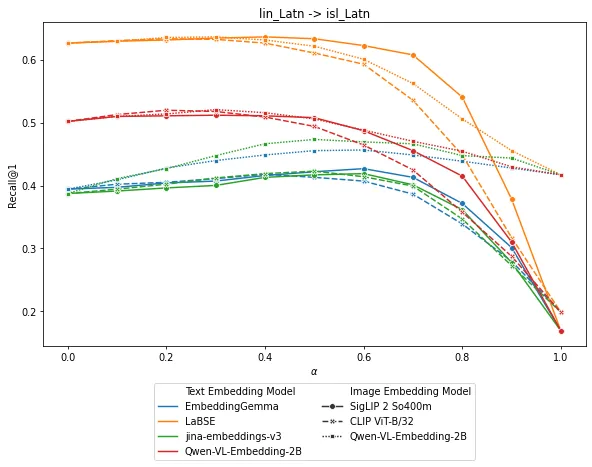 lin_Latn -> isl_Latn
Recall@1
0.6
0.5
0.4
0.3
0.2
0.0
0.2
0.4
0.6
0.8
1.0
α
Text Embedding Model
EmbeddingGemma
LaBSE
jina-embeddings-v3
Qwen-VL-Embedding-2B
Image Embedding Model
SigLIP 2 So400m
CLIP ViT-B/32
Qwen-VL-Embedding-2B